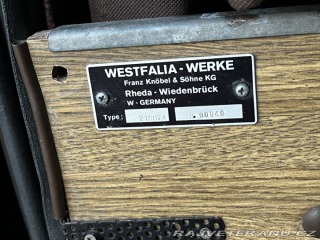 WESTFALIA-WERKE
Franz Knöbel & Söhne KG
Rheda - Wiedenbrück
W - GERMANY
Type:
RAJVETERANU.CZ